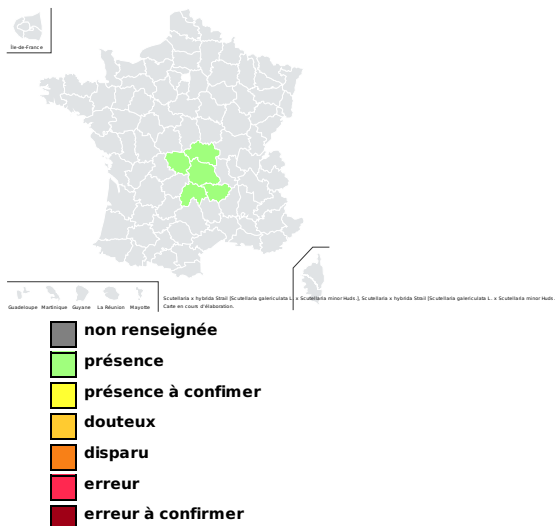 Île-de-France
Guadeloupe Martinique Guyane La Réunion Mayotte
Scutellaria x hybrida Strail [Scutellaria galericulata L. x Scutellaria minor Huds.], Scutellaria x hybrida Strail [Scutellaria galericulata L. x Scutellaria minor Huds.
Carte en cours d'élaboration.
non renseignée
présence
présence à confimer
douteux
disparu
erreur
erreur à confirmer